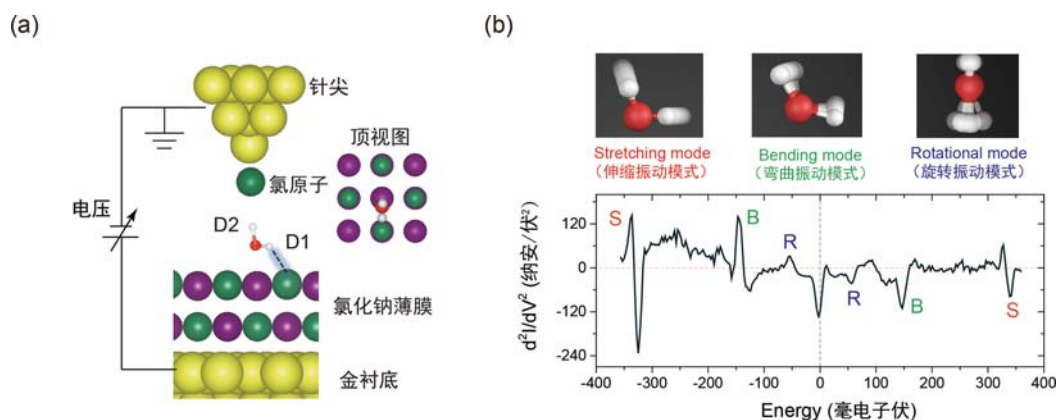 (a)
针尖
顶视图
氯原子
电压
D2
D1
氯化钠薄膜
金衬底
(b)
Stretching mode
(伸缩振动模式)
Bending mode
(弯曲振动模式)
Rotational mode
(旋转振动模式)
d²I/dV² (纳安/伏²)
120
0
-120
-240
S
B
R
R
B
S
-400
-300
-200
-100
0
100
200
300
400
Energy (毫电子伏)